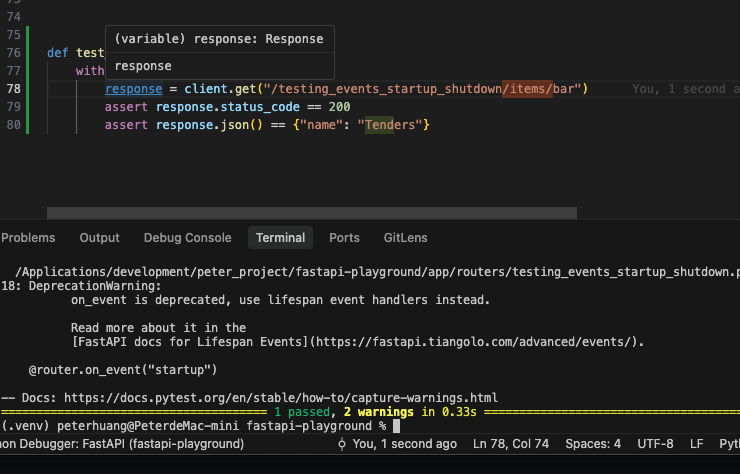 74
75
(variable) response: Response
76 def test
response
77 with
78 response = client.get("/testing_events_startup_shutdown/items/bar") You, 1 second a
79 assert response.status_code == 200
80 assert response.json() == {"name": "Tenders"}
Problems Output Debug Console Terminal Ports GitLens
/Applications/development/peter_project/fastapi-playground/app/routers/testing_events_startup_shutdown.p
18: DeprecationWarning:
on_event is deprecated, use lifespan event handlers instead.
Read more about it in the
[FastAPI docs for Lifespan Events](https://fastapi.tiangolo.com/advanced/events/).
@router.on_event("startup")
-- Docs: https://docs.pytest.org/en/stable/how-to/capture-warnings.html
====================================== 1 passed, 2 warnings in 0.33s ======================================
(.venv) peterhuang@PeterdeMac-mini fastapi-playground %
on Debugger: FastAPI (fastapi-playground) You, 1 second ago Ln 78, Col 74 Spaces: 4 UTF-8 LF Pyt